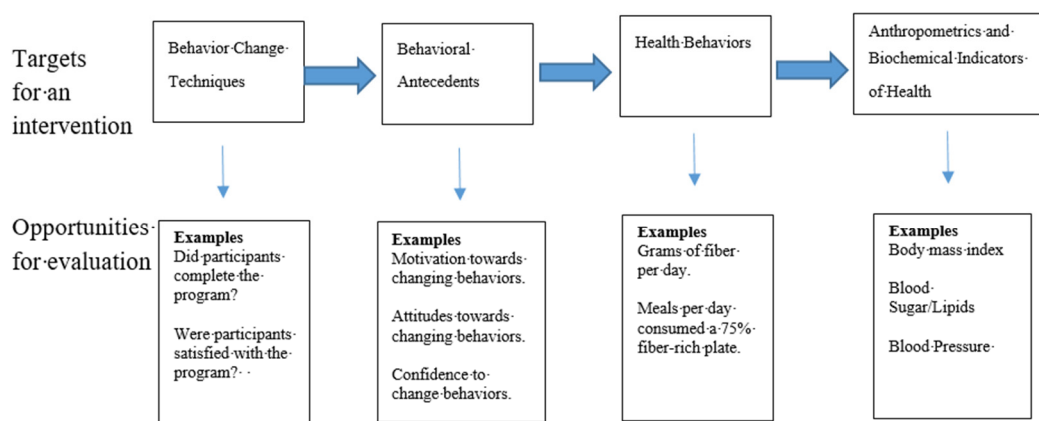 Targets
for an
intervention
Behavior Change
Techniques
Behavioral
Antecedents
Health Behaviors
Anthropometrics and
Biochemical Indicators
of Health
Opportunities
for evaluation
Examples
Did participants
complete the
program?
Were participants
satisfied with the
program?
Examples
Motivation towards
changing behaviors.
Attitudes towards
changing behaviors.
Confidence to
change behaviors.
Examples
Grams of fiber
per day.
Meals per day
consumed a 75%
fiber-rich plate.
Examples
Body mass index
Blood
Sugar/Lipids
Blood Pressure